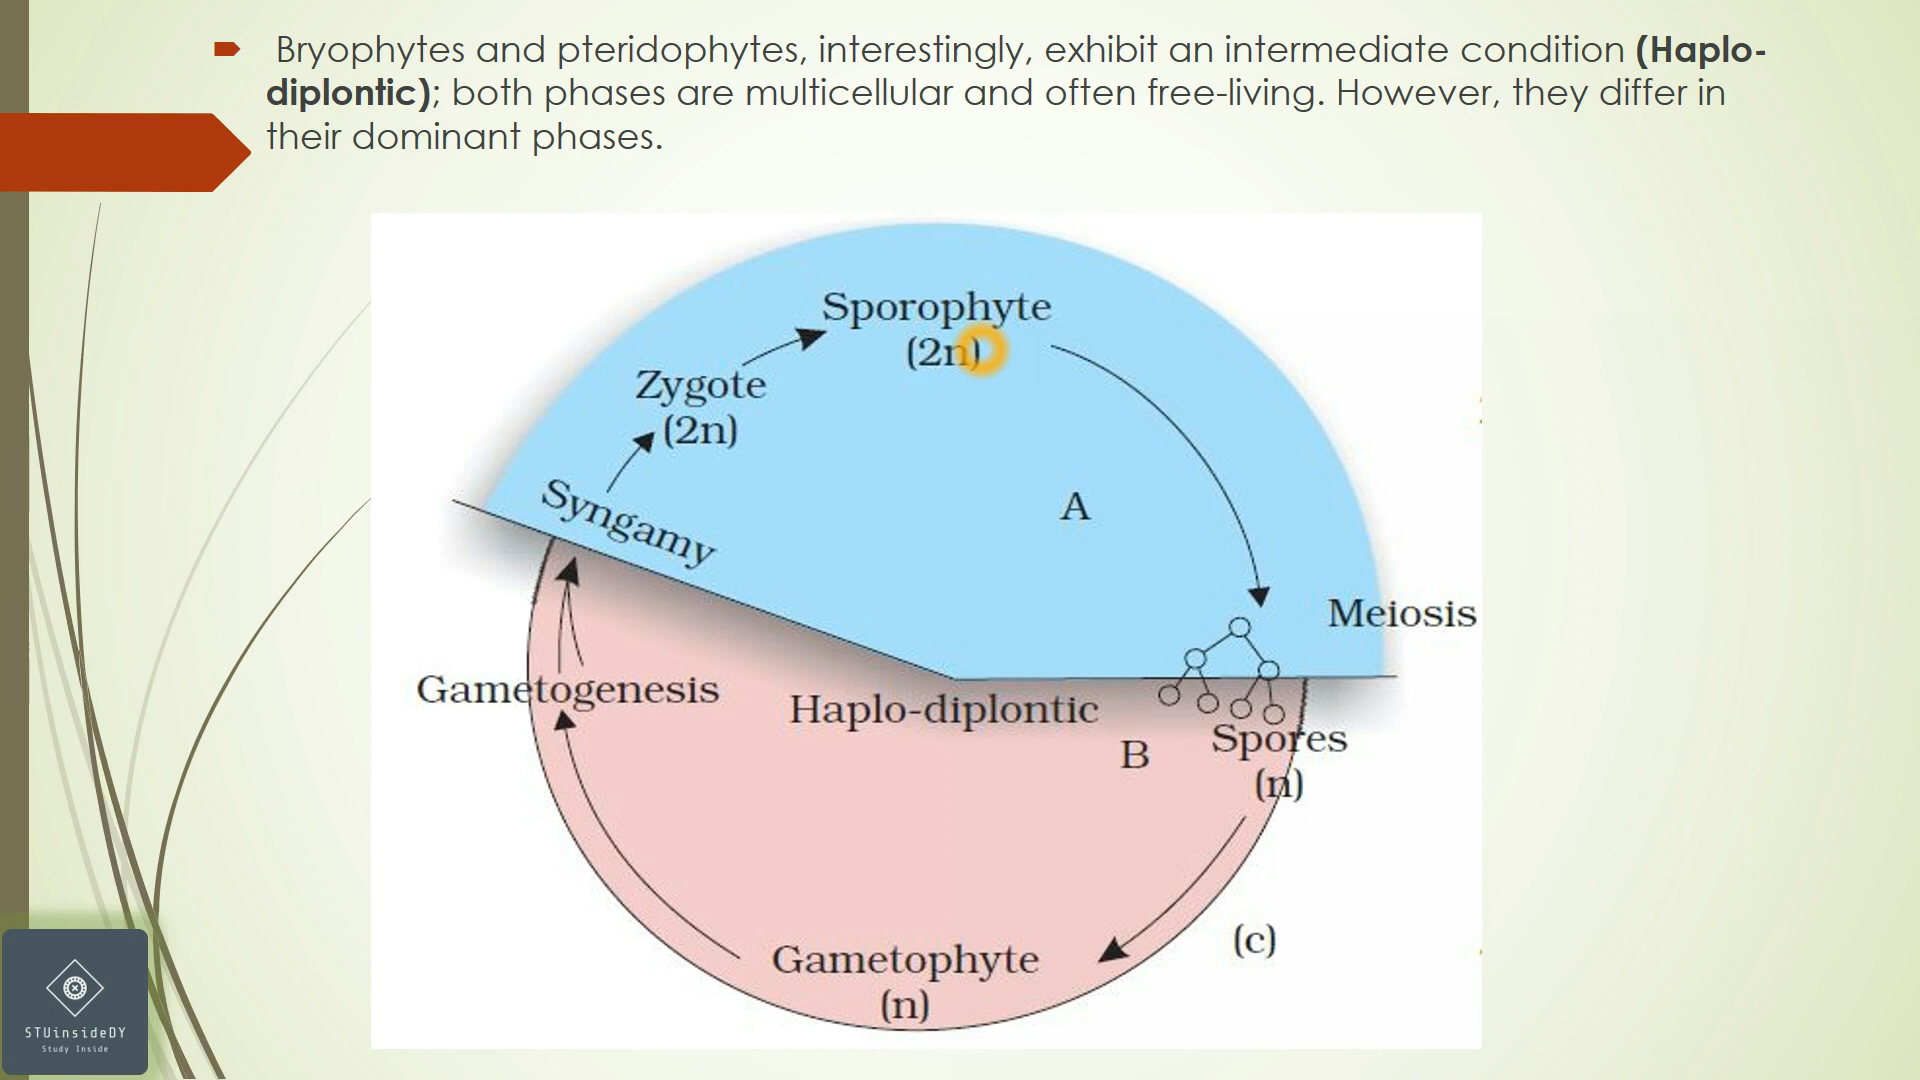 Bryophytes and pteridophytes, interestingly, exhibit an intermediate condition (Haplo-
diplontic); both phases are multicellular and often free-living. However, they differ in
their dominant phases.
Sporophyte
(2n)
Zygote
(2n)
Syngamy
A
Meiosis
Gametogenesis
Haplo-diplontic
B
Spores
(n)
(c)
Gametophyte
(n)
STUinsideDY
Study Inside